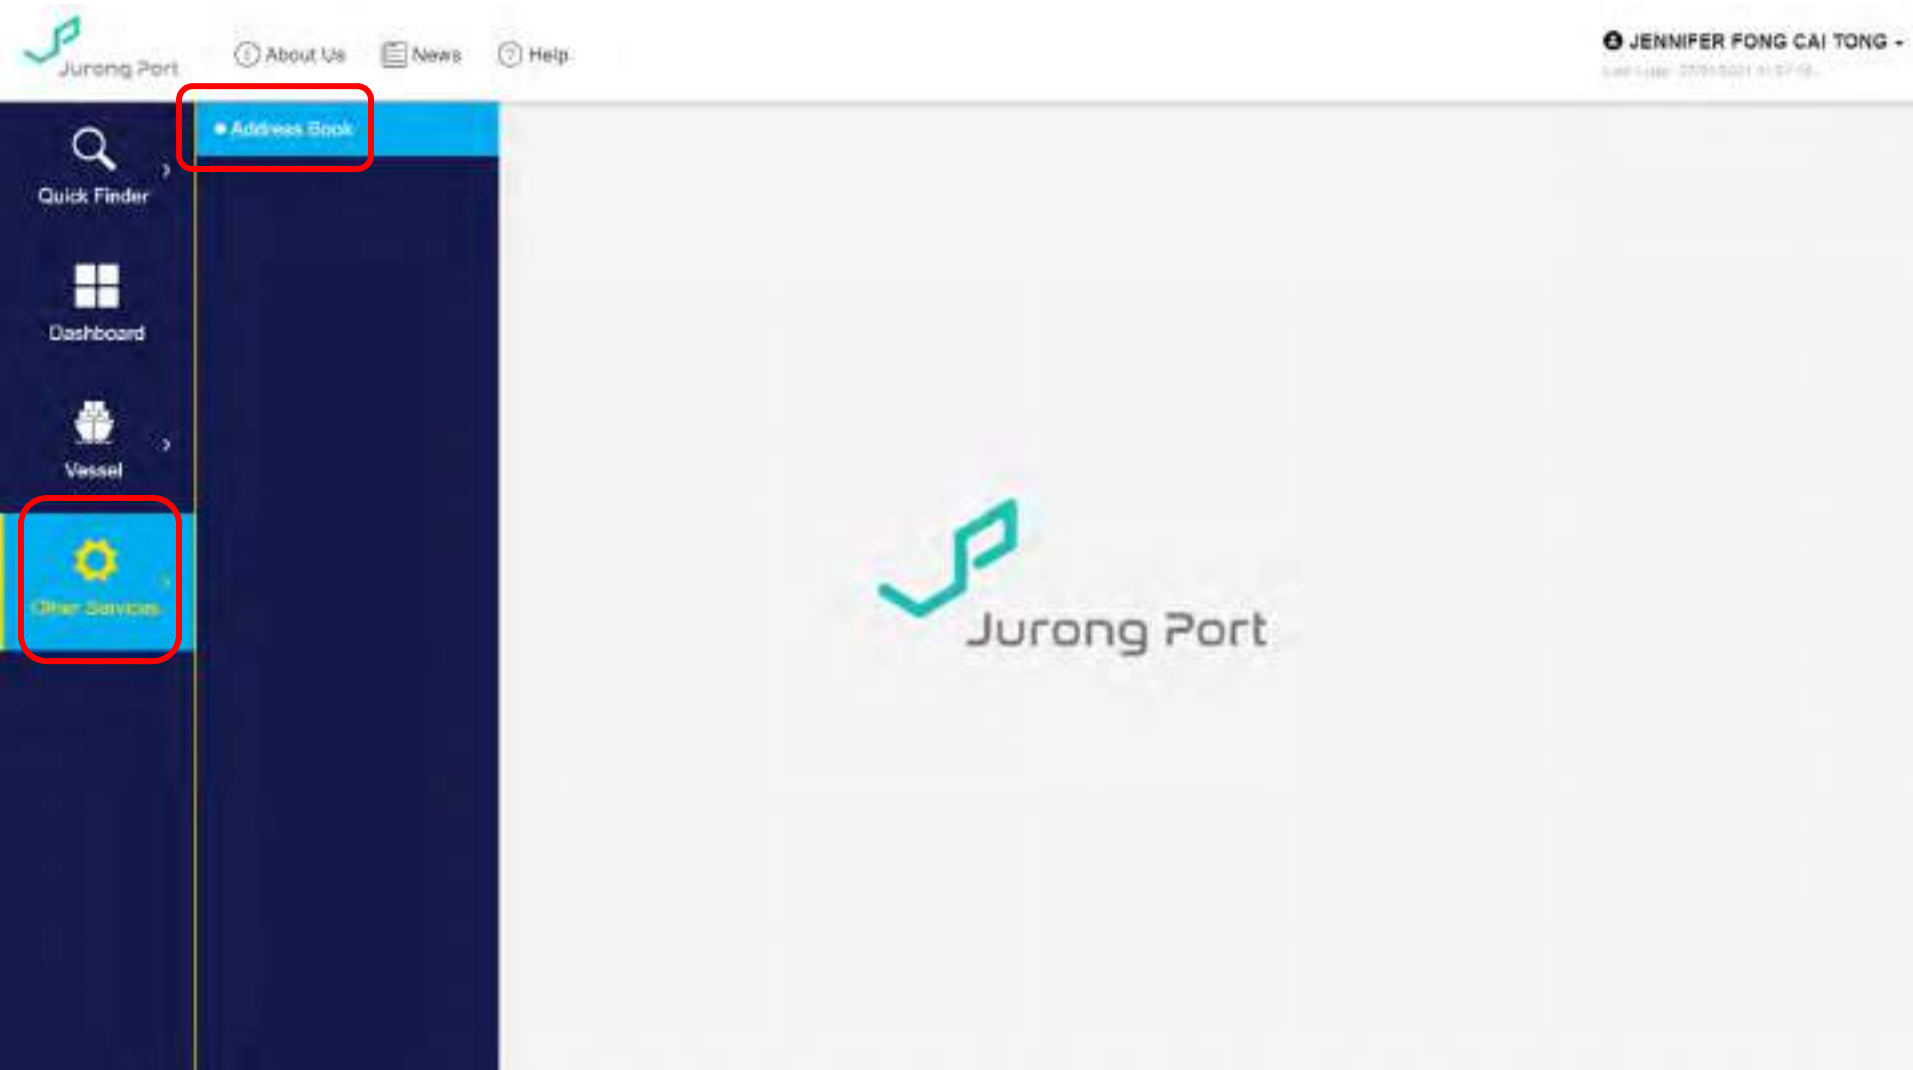 Jurong Port
About Us
News
Help
JENNIFER FONG CAI TONG
Address Book
Quick Finder
Dashboard
Vessel
Other Services
Jurong Port